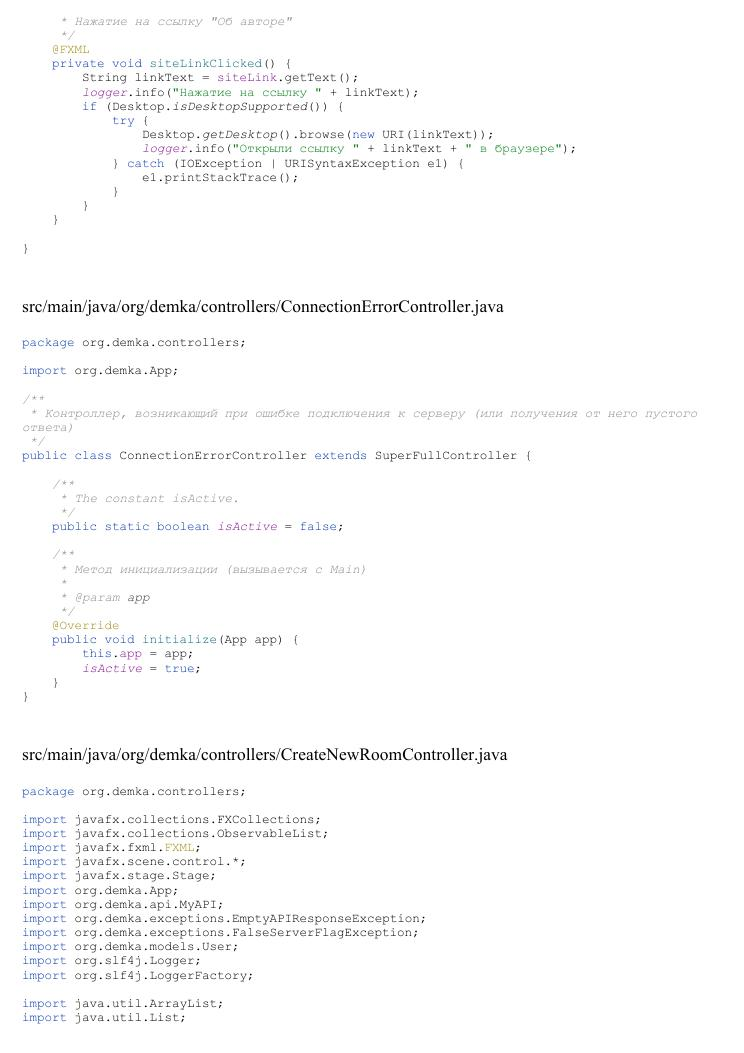 * Нажатие на ссылку "Об авторе"
     */
    @FXML
    private void siteLinkClicked() {
        String linkText = siteLink.getText();
        logger.info("Нажатие на ссылку " + linkText);
        if (Desktop.isDesktopSupported()) {
            try {
                Desktop.getDesktop().browse(new URI(linkText));
                logger.info("Открыли ссылку " + linkText + " в браузере");
            } catch (IOException | URISyntaxException e1) {
                e1.printStackTrace();
            }
        }
    }

}

src/main/java/org/demka/controllers/ConnectionErrorController.java

package org.demka.controllers;

import org.demka.App;

/**
 * Контроллер, возникающий при ошибке подключения к серверу (или получения от него пустого
ответа)
 */
public class ConnectionErrorController extends SuperFullController {

    /**
     * The constant isActive.
     */
    public static boolean isActive = false;

    /**
     * Метод инициализации (вызывается с Main)
     *
     * @param app
     */
    @Override
    public void initialize(App app) {
        this.app = app;
        isActive = true;
    }
}

src/main/java/org/demka/controllers/CreateNewRoomController.java

package org.demka.controllers;

import javafx.collections.FXCollections;
import javafx.collections.ObservableList;
import javafx.fxml.FXML;
import javafx.scene.control.*;
import javafx.stage.Stage;
import org.demka.App;
import org.demka.api.MyAPI;
import org.demka.exceptions.EmptyAPIResponseException;
import org.demka.exceptions.FalseServerFlagException;
import org.demka.models.User;
import org.slf4j.Logger;
import org.slf4j.LoggerFactory;

import java.util.ArrayList;
import java.util.List;